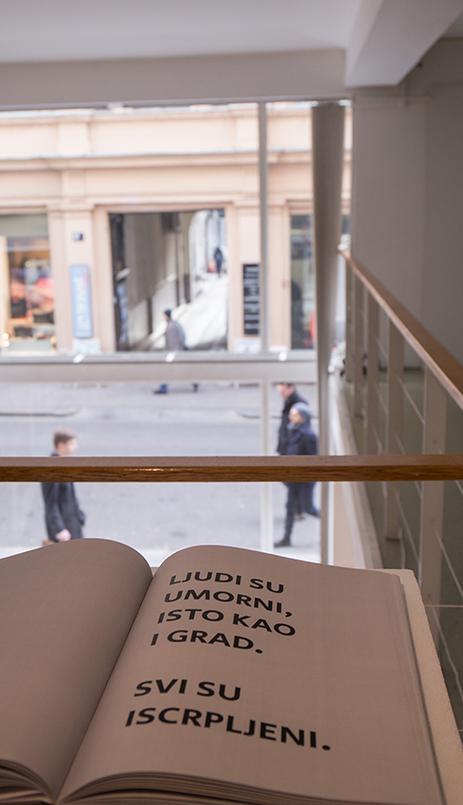 LJUDI SU
UMORNI,
ISTO KAO
I GRAD.
SVI SU
ISCRPLJENI.